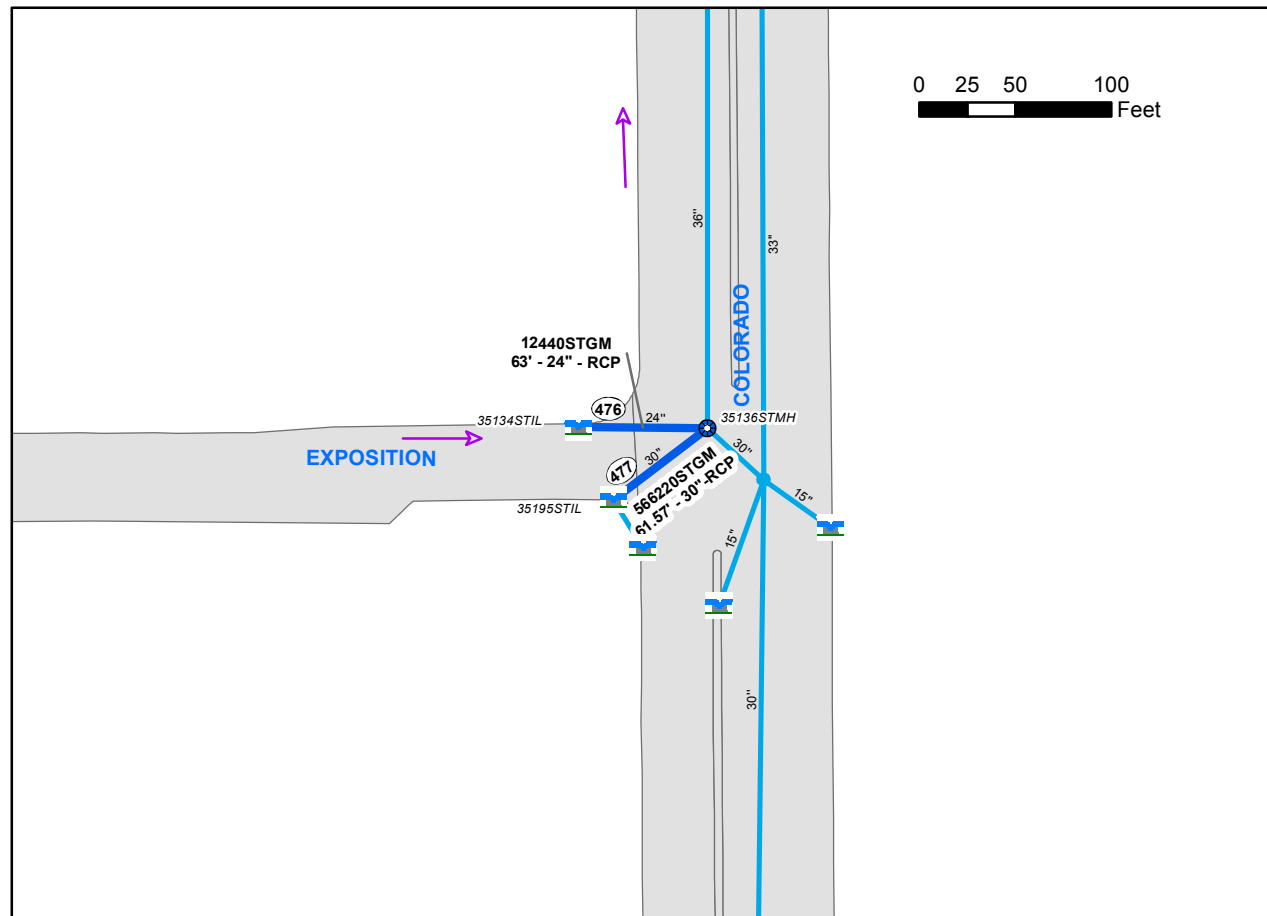 0 25 50 100
Feet
36"
33"
COLORADO
12440STGM
63' - 24" - RCP
476
35134STIL
24"
35136STMH
EXPOSITION
477
30"
30"
566220STGM
61.57' - 30"-RCP
35195STIL
15"
15"
30"